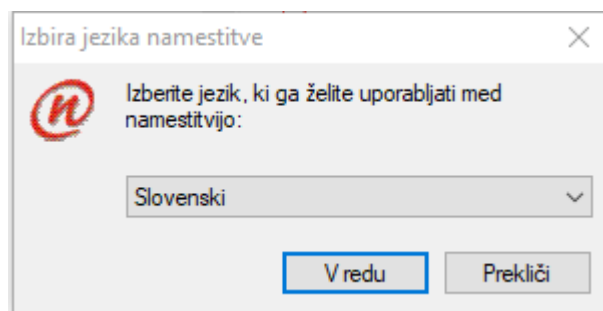 Izbira jezika namestitve
Izberite jezik, ki ga želite uporabljati med
namestitvijo:
Slovenski
V redu
Prekliči